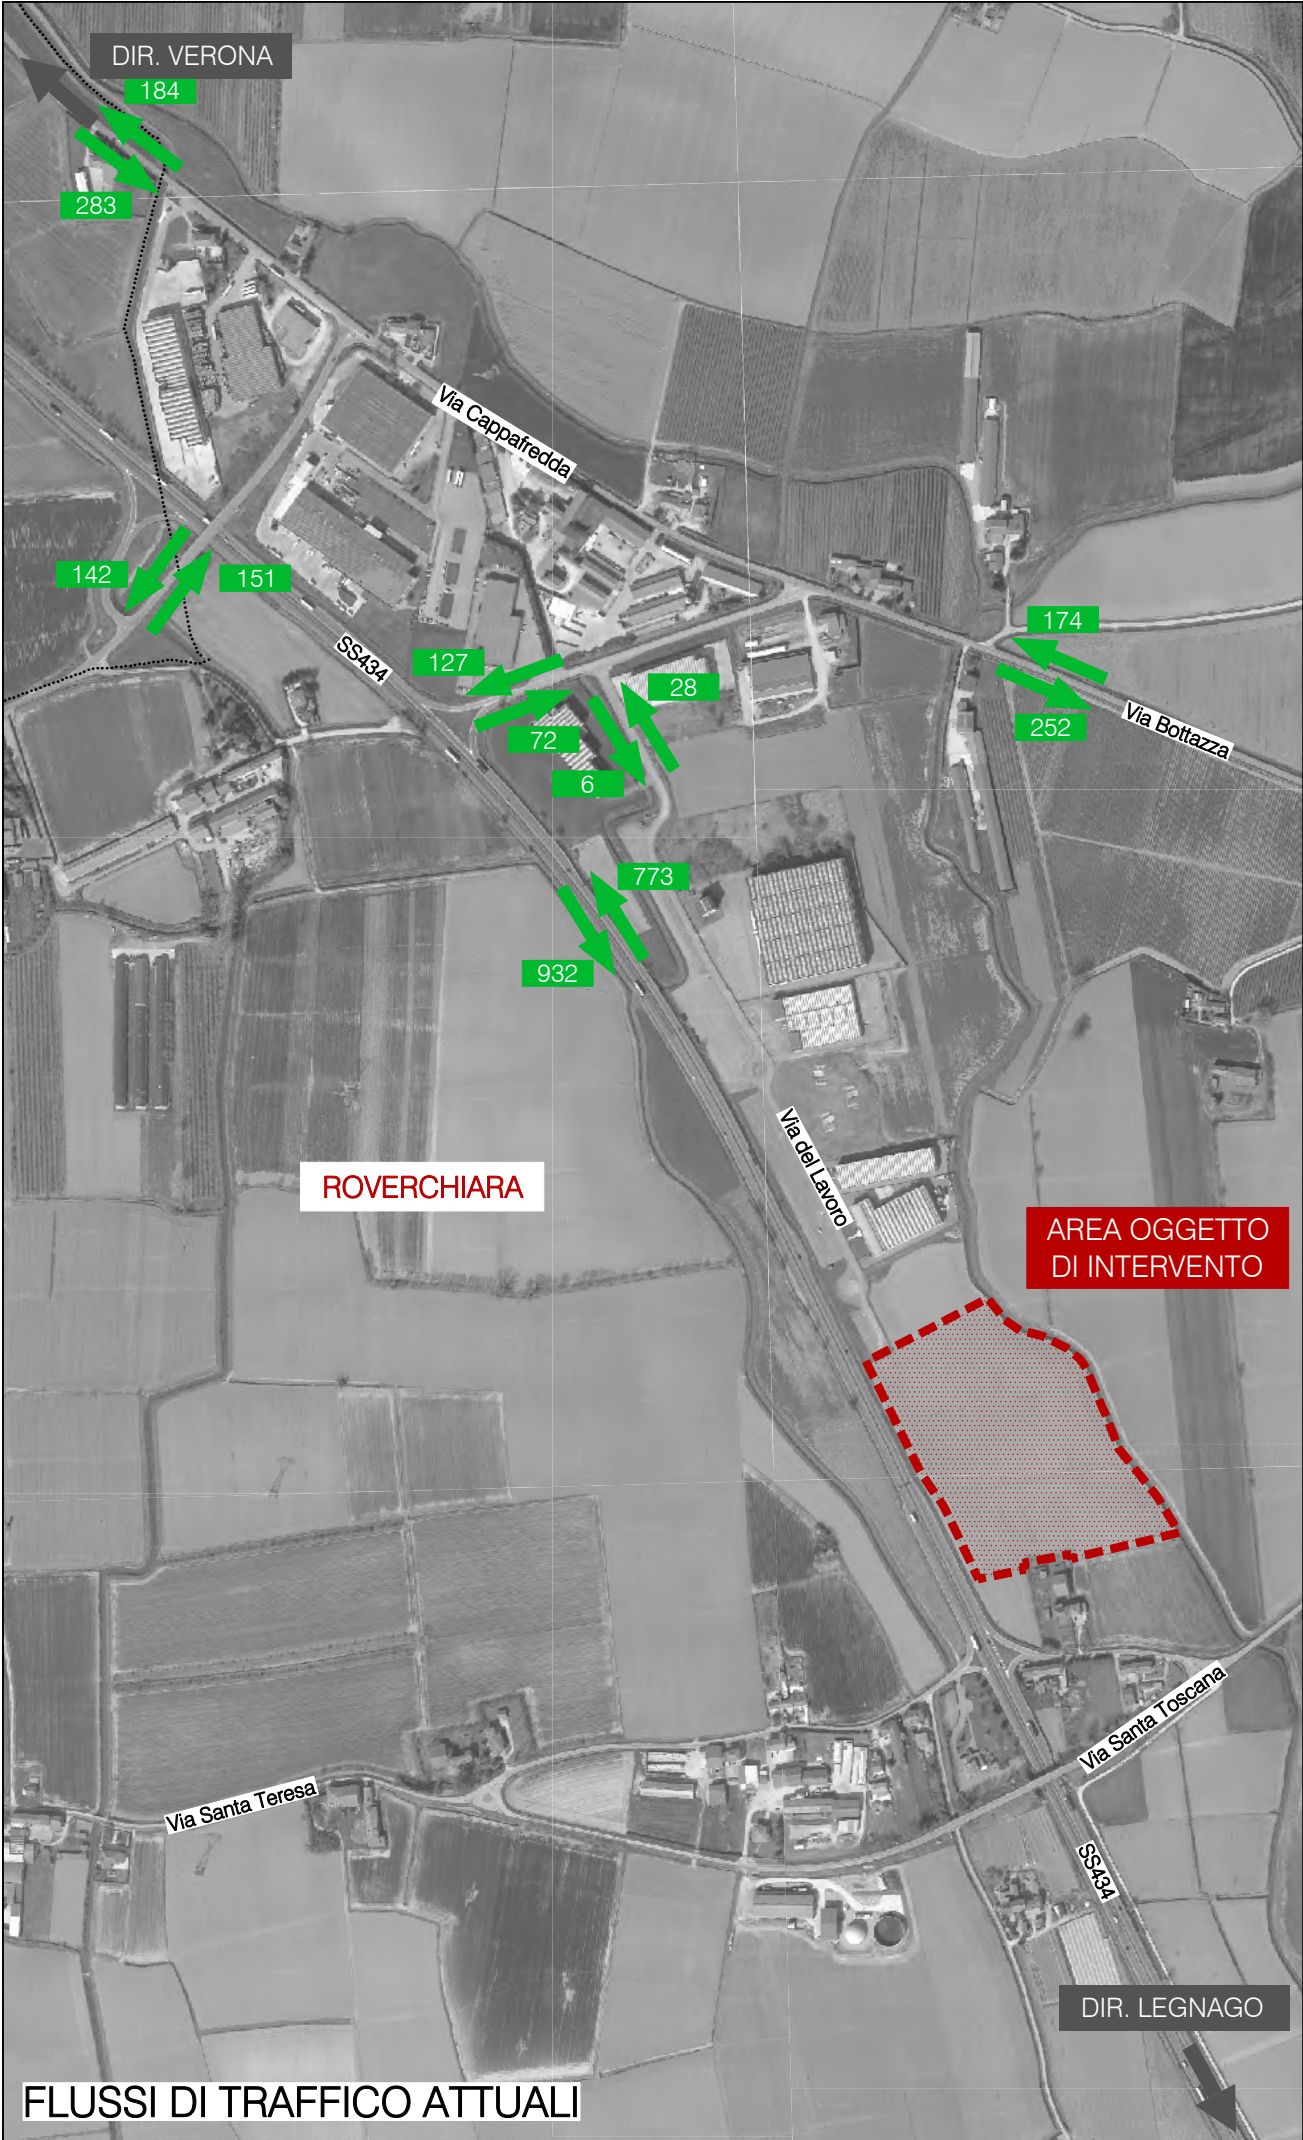 DIR. VERONA
184
283
Via Cappafredda
142
151
174
SS434
127
28
252
Via Bottazza
72
6
773
932
Via del Lavoro
ROVERCHIARA
AREA OGGETTO
DI INTERVENTO
Via Santa Toscana
Via Santa Teresa
SS434
DIR. LEGNAGO
FLUSSI DI TRAFFICO ATTUALI